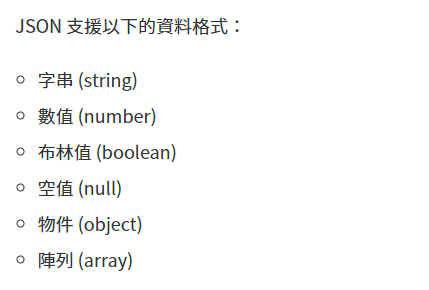 JSON 支援以下的資料格式：
字串 (string)
數值 (number)
布林值 (boolean)
空值 (null)
物件 (object)
陣列 (array)